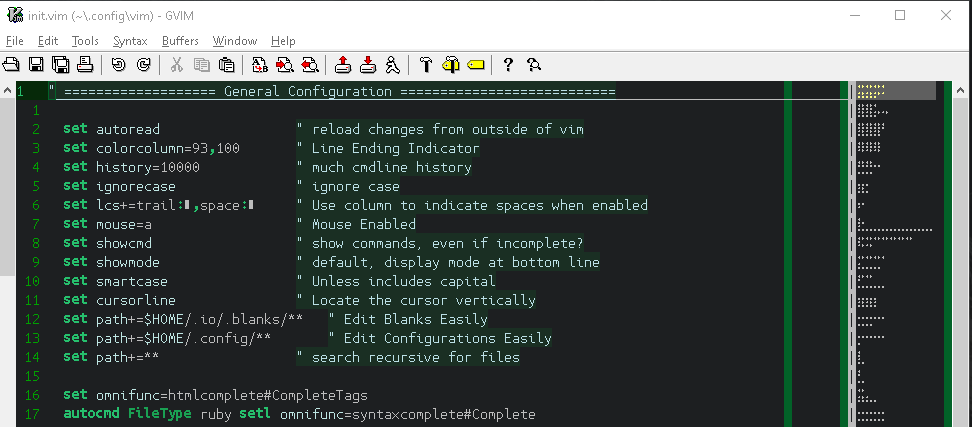 init.vim (~\.config\vim) - GVIM
File Edit Tools Syntax Buffers Window Help
1 " =================== General Configuration ===========================
1
2 set autoread " reload changes from outside of vim
3 set colorcolumn=93,100 " Line Ending Indicator
4 set history=10000 " much cmdline history
5 set ignorecase " ignore case
6 set lcs+=trail:▮,space:▮ " Use column to indicate spaces when enabled
7 set mouse=a " Mouse Enabled
8 set showcmd " show commands, even if incomplete?
9 set showmode " default, display mode at bottom line
10 set smartcase " Unless includes capital
11 set cursorline " Locate the cursor vertically
12 set path+=$HOME/.io/.blanks/** " Edit Blanks Easily
13 set path+=$HOME/.config/** " Edit Configurations Easily
14 set path+=** " search recursive for files
15
16 set omnifunc=htmlcomplete#CompleteTags
17 autocmd FileType ruby setl omnifunc=syntaxcomplete#Complete